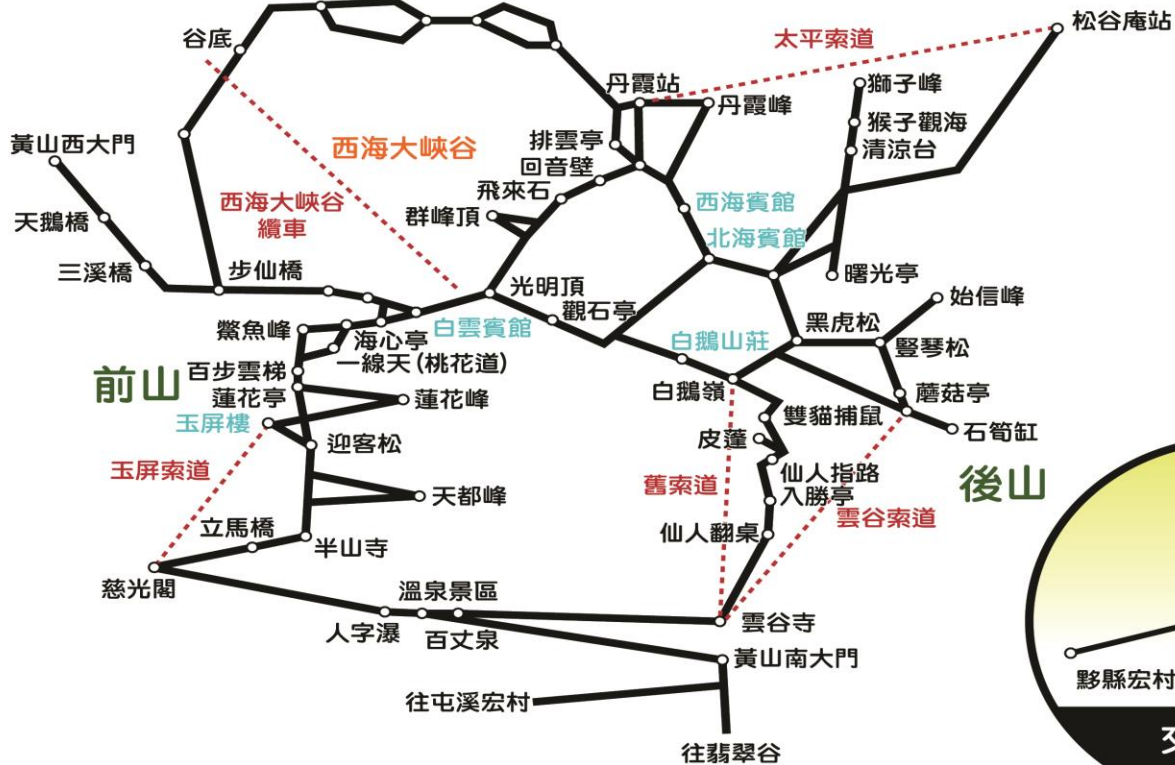 松谷庵站
谷底
太平索道
丹霞站
丹霞峰
獅子峰
猴子觀海
清涼台
排雲亭
黃山西大門
西海大峽谷
回音壁
飛來石
西海大峽谷
纜車
群峰頂
西海賓館
天鵝橋
北海賓館
三溪橋
步仙橋
光明頂
曙光亭
觀石亭
始信峰
鰲魚峰
海心亭
白雲賓館
白鵝山莊
黑虎松
豎琴松
一線天(桃花道)
百步雲梯
前山
蓮花亭
蓮花峰
白鵝嶺
蘑菇亭
玉屏樓
雙貓捕鼠
石筍缸
迎客松
皮蓬
玉屏索道
仙人指路
後山
舊索道
入勝亭
天都峰
雲谷索道
立馬橋
半山寺
仙人翻桌
慈光閣
溫泉景區
人字瀑
百丈泉
雲谷寺
黃山南大門
黟縣宏村
往屯溪宏村
往翡翠谷